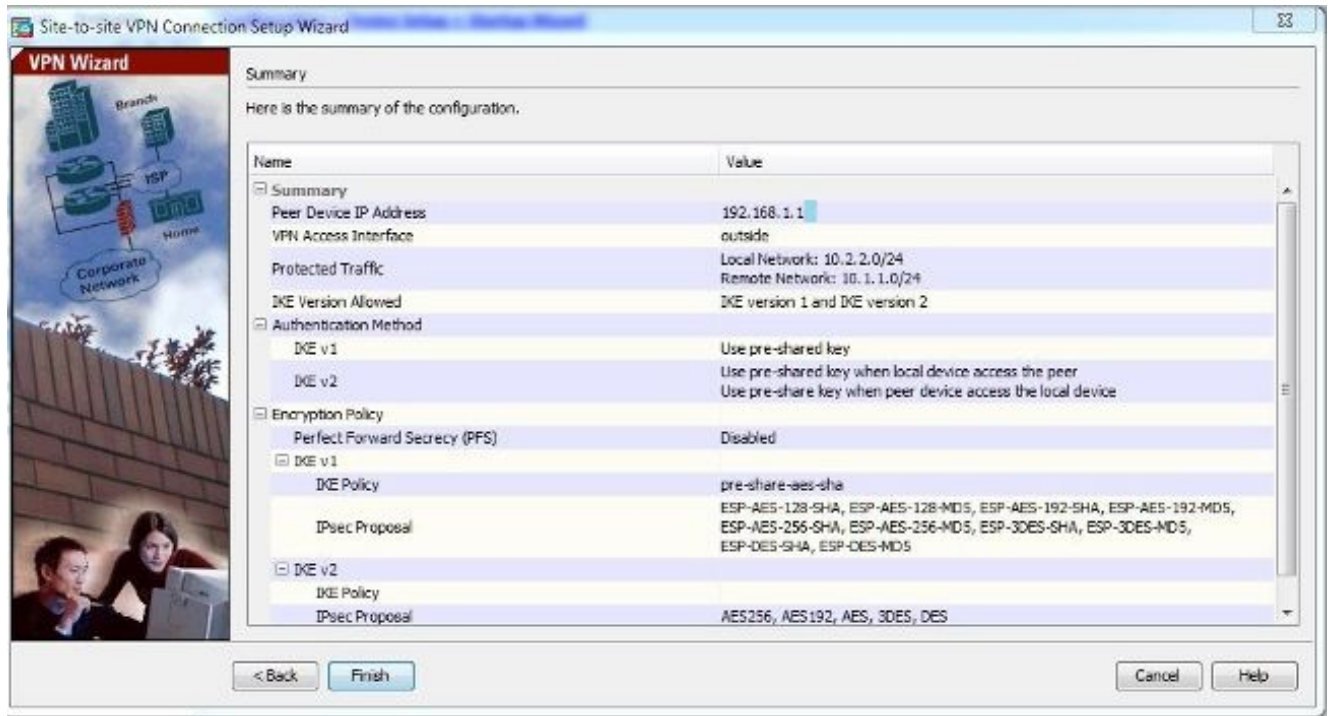 Site-to-site VPN Connection Setup Wizard
VPN Wizard
Branch
ISP
Home
Corporate
Network
Summary
Here is the summary of the configuration.
Name Value
Summary
Peer Device IP Address 192.168.1.1
VPN Access Interface outside
Protected Traffic Local Network: 10.2.2.0/24
Remote Network: 10.1.1.0/24
IKE Version Allowed IKE version 1 and IKE version 2
Authentication Method
IKE v1 Use pre-shared key
IKE v2 Use pre-shared key when local device access the peer
Use pre-share key when peer device access the local device
Encryption Policy
Perfect Forward Secrecy (PFS) Disabled
IKE v1
IKE Policy pre-share-aes-sha
IPsec Proposal ESP-AES-128-SHA, ESP-AES-128-MD5, ESP-AES-192-SHA, ESP-AES-192-MD5,
ESP-AES-256-SHA, ESP-AES-256-MD5, ESP-3DES-SHA, ESP-3DES-MD5,
ESP-DES-SHA, ESP-DES-MD5
IKE v2
IKE Policy
IPsec Proposal AES256, AES192, AES, 3DES, DES
< Back Finish Cancel Help